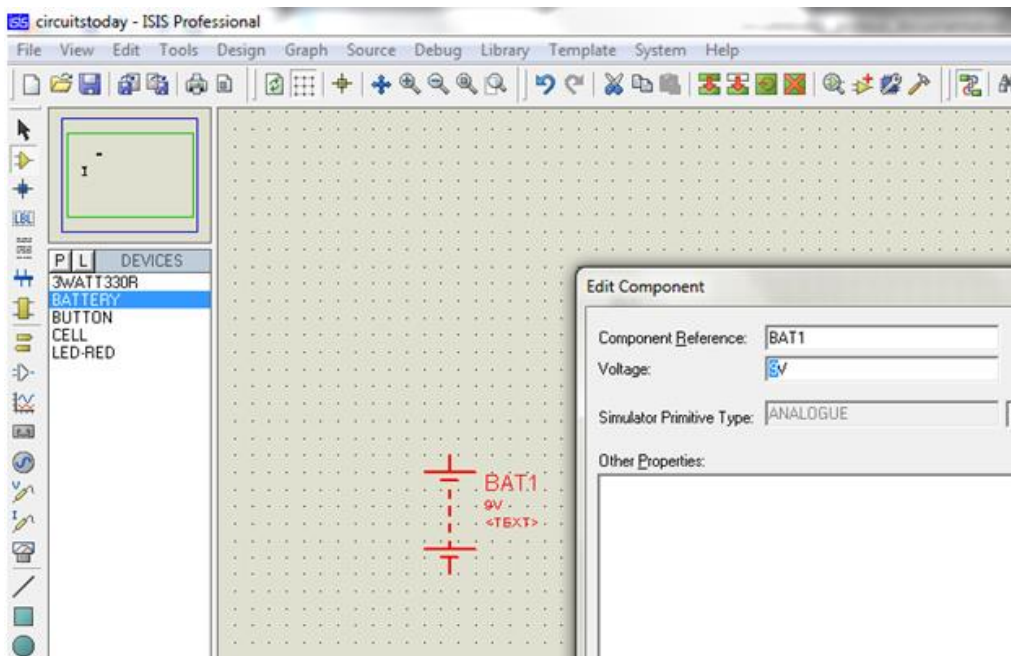 ISIS circuitstoday - ISIS Professional
File View Edit Tools Design Graph Source Debug Library Template System Help
LBL
P L DEVICES
3WATT330R
BATTERY
BUTTON
CELL
LED-RED
BAT1
9V
<TEXT>
Edit Component
Component Reference: BAT1
Voltage: 9V
Simulator Primitive Type: ANALOGUE
Other Properties: